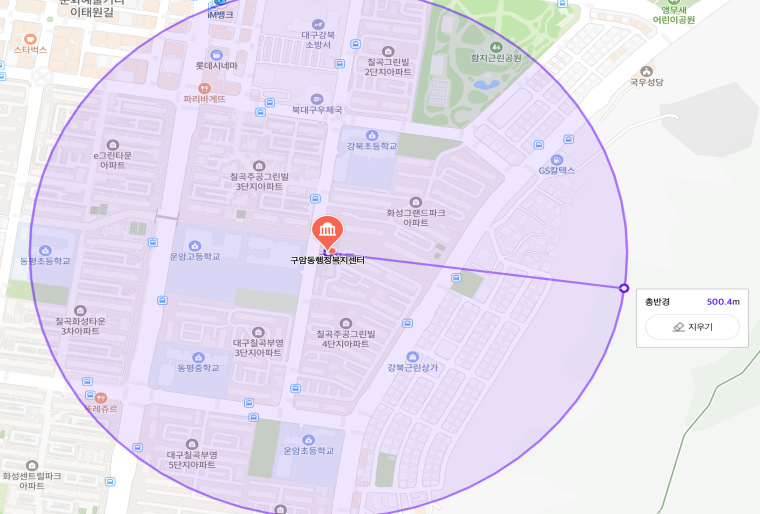 문화예술거리
이태원길
iM뱅크
스타벅스
대구강북
소방서
롯데시네마
칠곡그린빌
2단지아파트
함지근린공원
앵무새
어린이공원
국우성당
파리바게뜨
북대구우체국
강북초등학교
e그린타운
아파트
칠곡주공그린빌
3단지아파트
GS칼텍스
화성그랜드파크
아파트
동평초등학교
운암고등학교
구암동행정복지센터
총반경 500.4m
지우기
칠곡화성타운
3차아파트
대구칠곡부영
3단지아파트
칠곡주공그린빌
4단지아파트
동평중학교
강북근린상가
뚜레쥬르
대구칠곡부영
5단지아파트
운암초등학교
화성센트럴파크
아파트